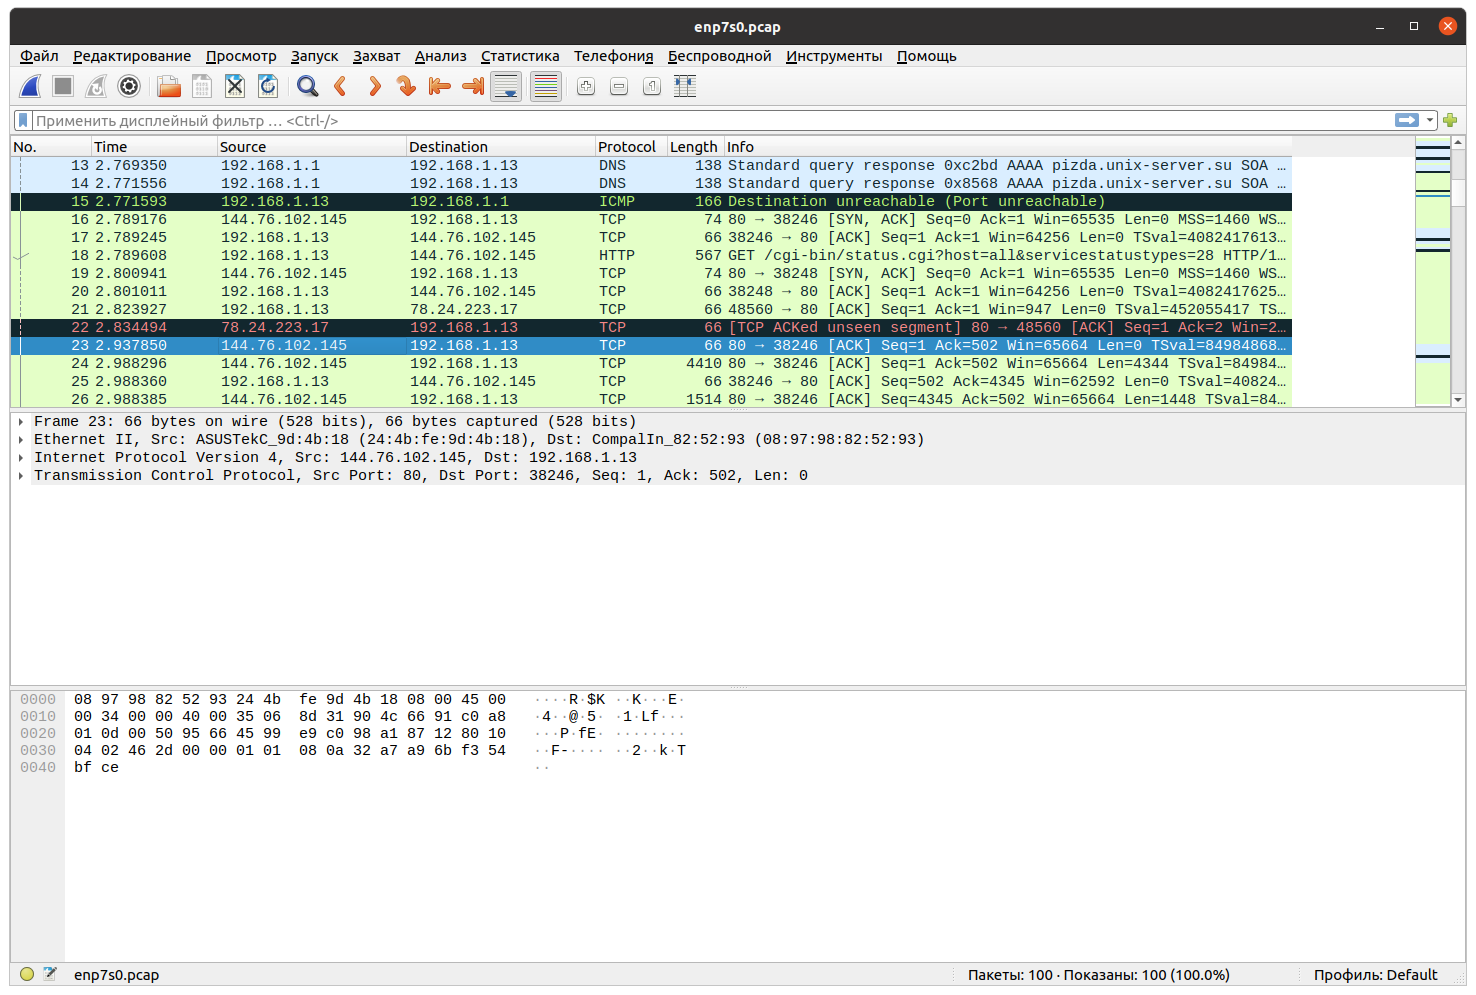 enp7s0.pcap
Файл Редактирование Просмотр Запуск Захват Анализ Статистика Телефония Беспроводной Инструменты Помощь
Применить дисплейный фильтр … <Ctrl-/>
No. Time Source Destination Protocol Length Info
13 2.769350 192.168.1.1 192.168.1.13 DNS 138 Standard query response 0xc2bd AAAA pizda.unix-server.su SOA …
14 2.771556 192.168.1.1 192.168.1.13 DNS 138 Standard query response 0x8568 AAAA pizda.unix-server.su SOA …
15 2.771593 192.168.1.13 192.168.1.1 ICMP 166 Destination unreachable (Port unreachable)
16 2.789176 144.76.102.145 192.168.1.13 TCP 74 80 → 38246 [SYN, ACK] Seq=0 Ack=1 Win=65535 Len=0 MSS=1460 WS…
17 2.789245 192.168.1.13 144.76.102.145 TCP 66 38246 → 80 [ACK] Seq=1 Ack=1 Win=64256 Len=0 TSval=4082417613…
18 2.789608 192.168.1.13 144.76.102.145 HTTP 567 GET /cgi-bin/status.cgi?host=all&servicestatustypes=28 HTTP/1…
19 2.800941 144.76.102.145 192.168.1.13 TCP 74 80 → 38248 [SYN, ACK] Seq=0 Ack=1 Win=65535 Len=0 MSS=1460 WS…
20 2.801011 192.168.1.13 144.76.102.145 TCP 66 38248 → 80 [ACK] Seq=1 Ack=1 Win=64256 Len=0 TSval=4082417625…
21 2.823927 192.168.1.13 78.24.223.17 TCP 66 48560 → 80 [ACK] Seq=1 Ack=1 Win=947 Len=0 TSval=452055417 TS…
22 2.834494 78.24.223.17 192.168.1.13 TCP 66 [TCP ACKed unseen segment] 80 → 48560 [ACK] Seq=1 Ack=2 Win=2…
23 2.937850 144.76.102.145 192.168.1.13 TCP 66 80 → 38246 [ACK] Seq=1 Ack=502 Win=65664 Len=0 TSval=84984868…
24 2.988296 144.76.102.145 192.168.1.13 TCP 4410 80 → 38246 [ACK] Seq=1 Ack=502 Win=65664 Len=4344 TSval=84984…
25 2.988360 192.168.1.13 144.76.102.145 TCP 66 38246 → 80 [ACK] Seq=502 Ack=4345 Win=62592 Len=0 TSval=40824…
26 2.988385 144.76.102.145 192.168.1.13 TCP 1514 80 → 38246 [ACK] Seq=4345 Ack=502 Win=65664 Len=1448 TSval=84…
Frame 23: 66 bytes on wire (528 bits), 66 bytes captured (528 bits)
Ethernet II, Src: ASUSTekC_9d:4b:18 (24:4b:fe:9d:4b:18), Dst: CompalIn_82:52:93 (08:97:98:82:52:93)
Internet Protocol Version 4, Src: 144.76.102.145, Dst: 192.168.1.13
Transmission Control Protocol, Src Port: 80, Dst Port: 38246, Seq: 1, Ack: 502, Len: 0
0000 08 97 98 82 52 93 24 4b fe 9d 4b 18 08 00 45 00 ····R·$K ··K···E·
0010 00 34 00 00 40 00 35 06 8d 31 90 4c 66 91 c0 a8 ·4··@·5· ·1·Lf···
0020 01 0d 00 50 95 66 45 99 e9 c0 98 a1 87 12 80 10 ···P·fE· ········
0030 04 02 46 2d 00 00 01 01 08 0a 32 a7 a9 6b f3 54 ··F-···· ··2··k·T
0040 bf ce ··
enp7s0.pcap Пакеты: 100 · Показаны: 100 (100.0%) Профиль: Default